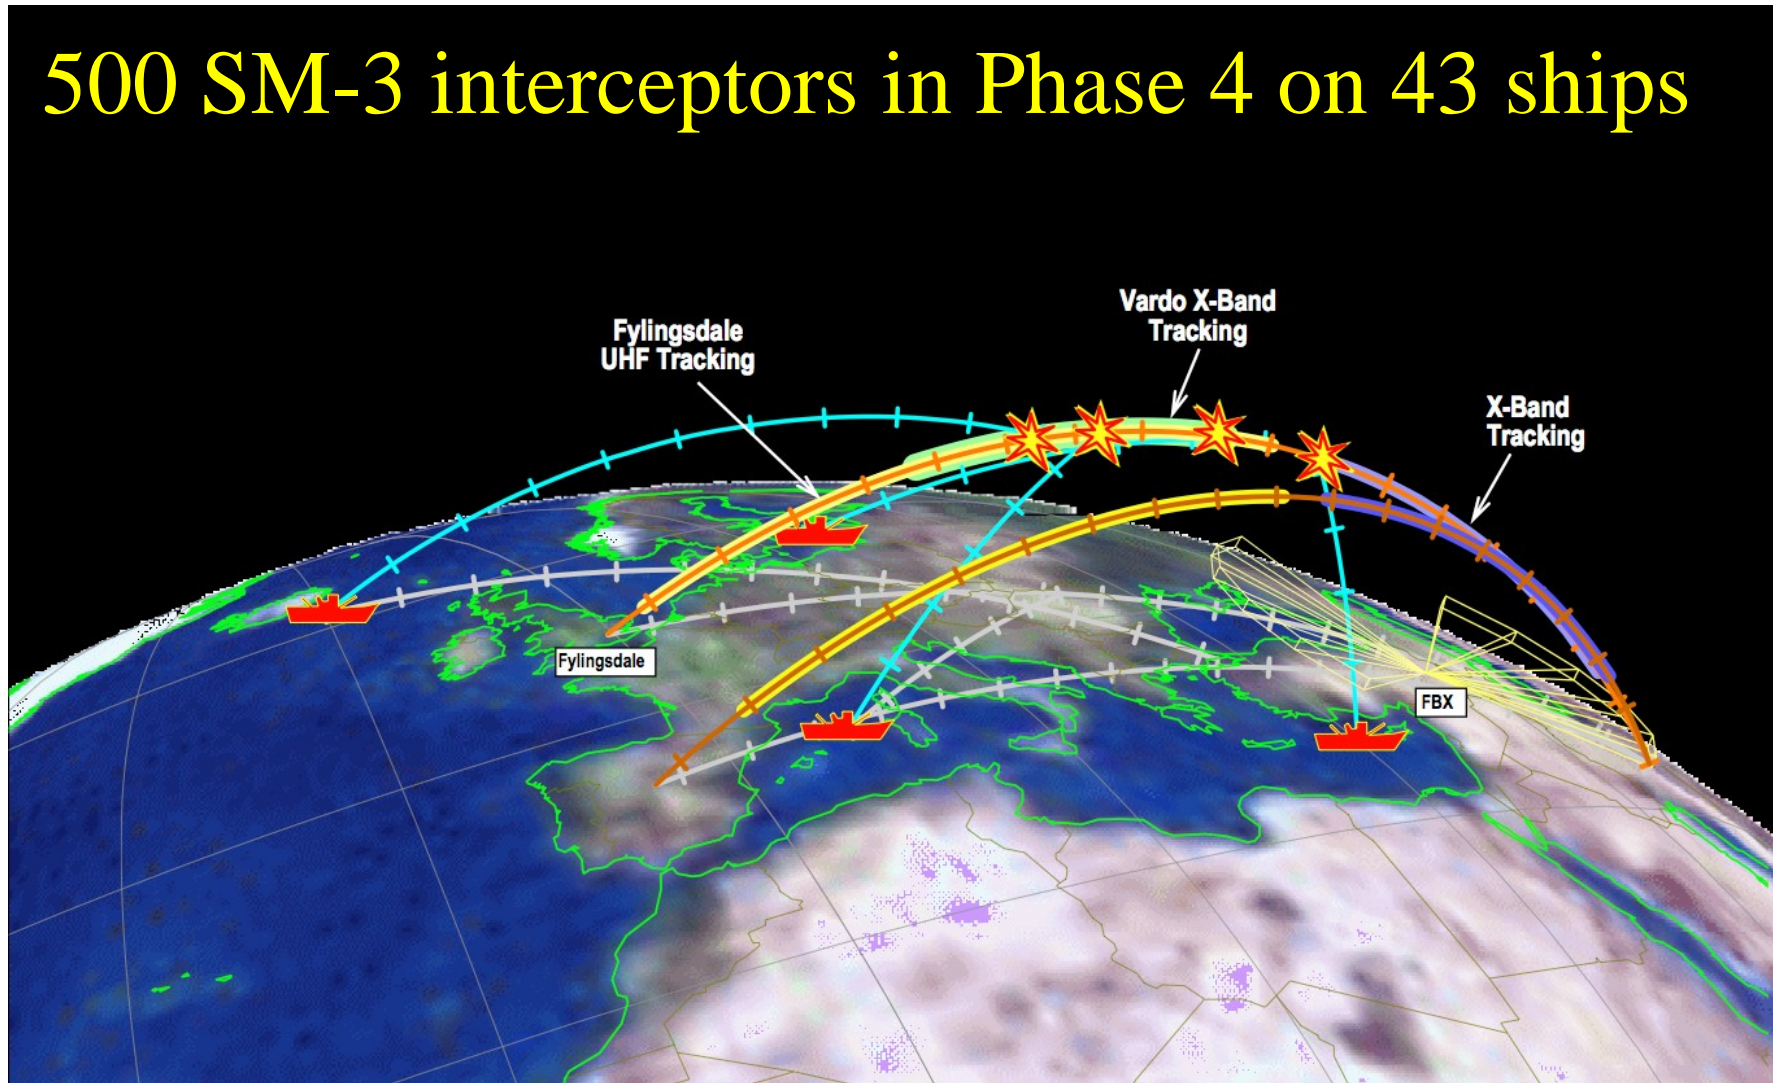 500 SM-3 interceptors in Phase 4 on 43 ships
Vardo X-Band
Tracking
Fylingsdale
UHF Tracking
X-Band
Tracking
Fylingsdale
FBX